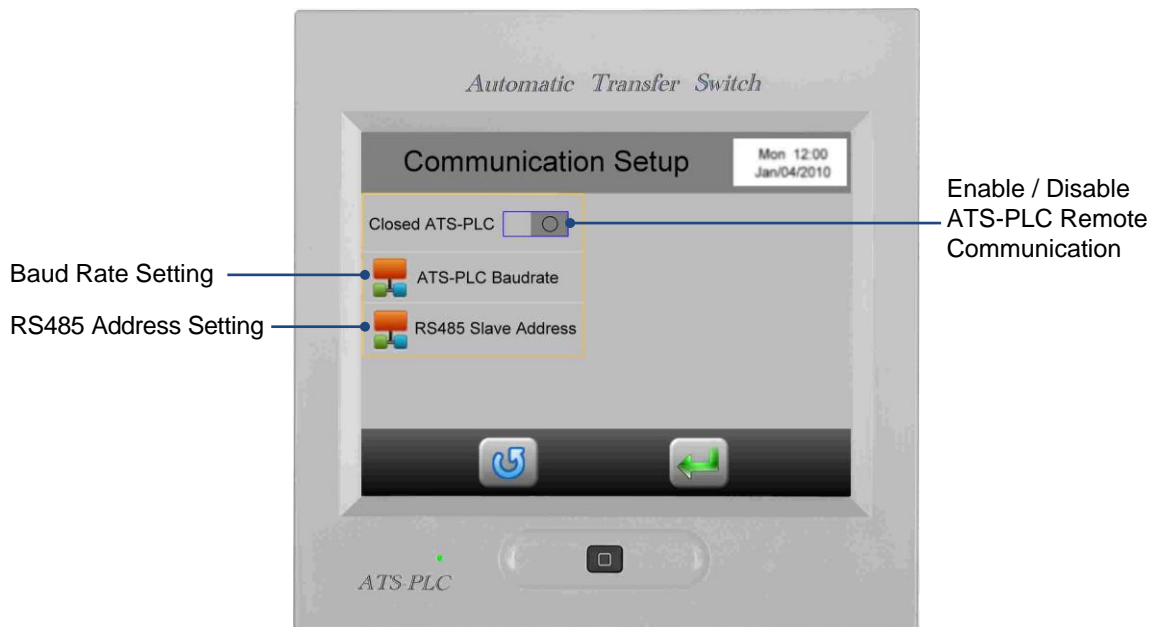 Automatic Transfer Switch
Communication Setup
Mon 12:00
Jan/04/2010
Closed ATS-PLC
ATS-PLC Baudrate
RS485 Slave Address
Baud Rate Setting
RS485 Address Setting
Enable / Disable
ATS-PLC Remote
Communication
ATS-PLC